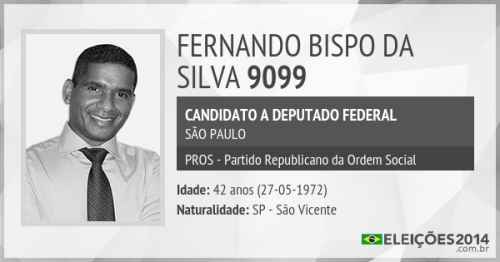 FERNANDO BISPO DA
SILVA 9099
CANDIDATO A DEPUTADO FEDERAL
SÃO PAULO
PROS - Partido Republicano da Ordem Social
Idade: 42 anos (27-05-1972)
Naturalidade: SP - São Vicente
ELEIÇÕES2014
.com.br